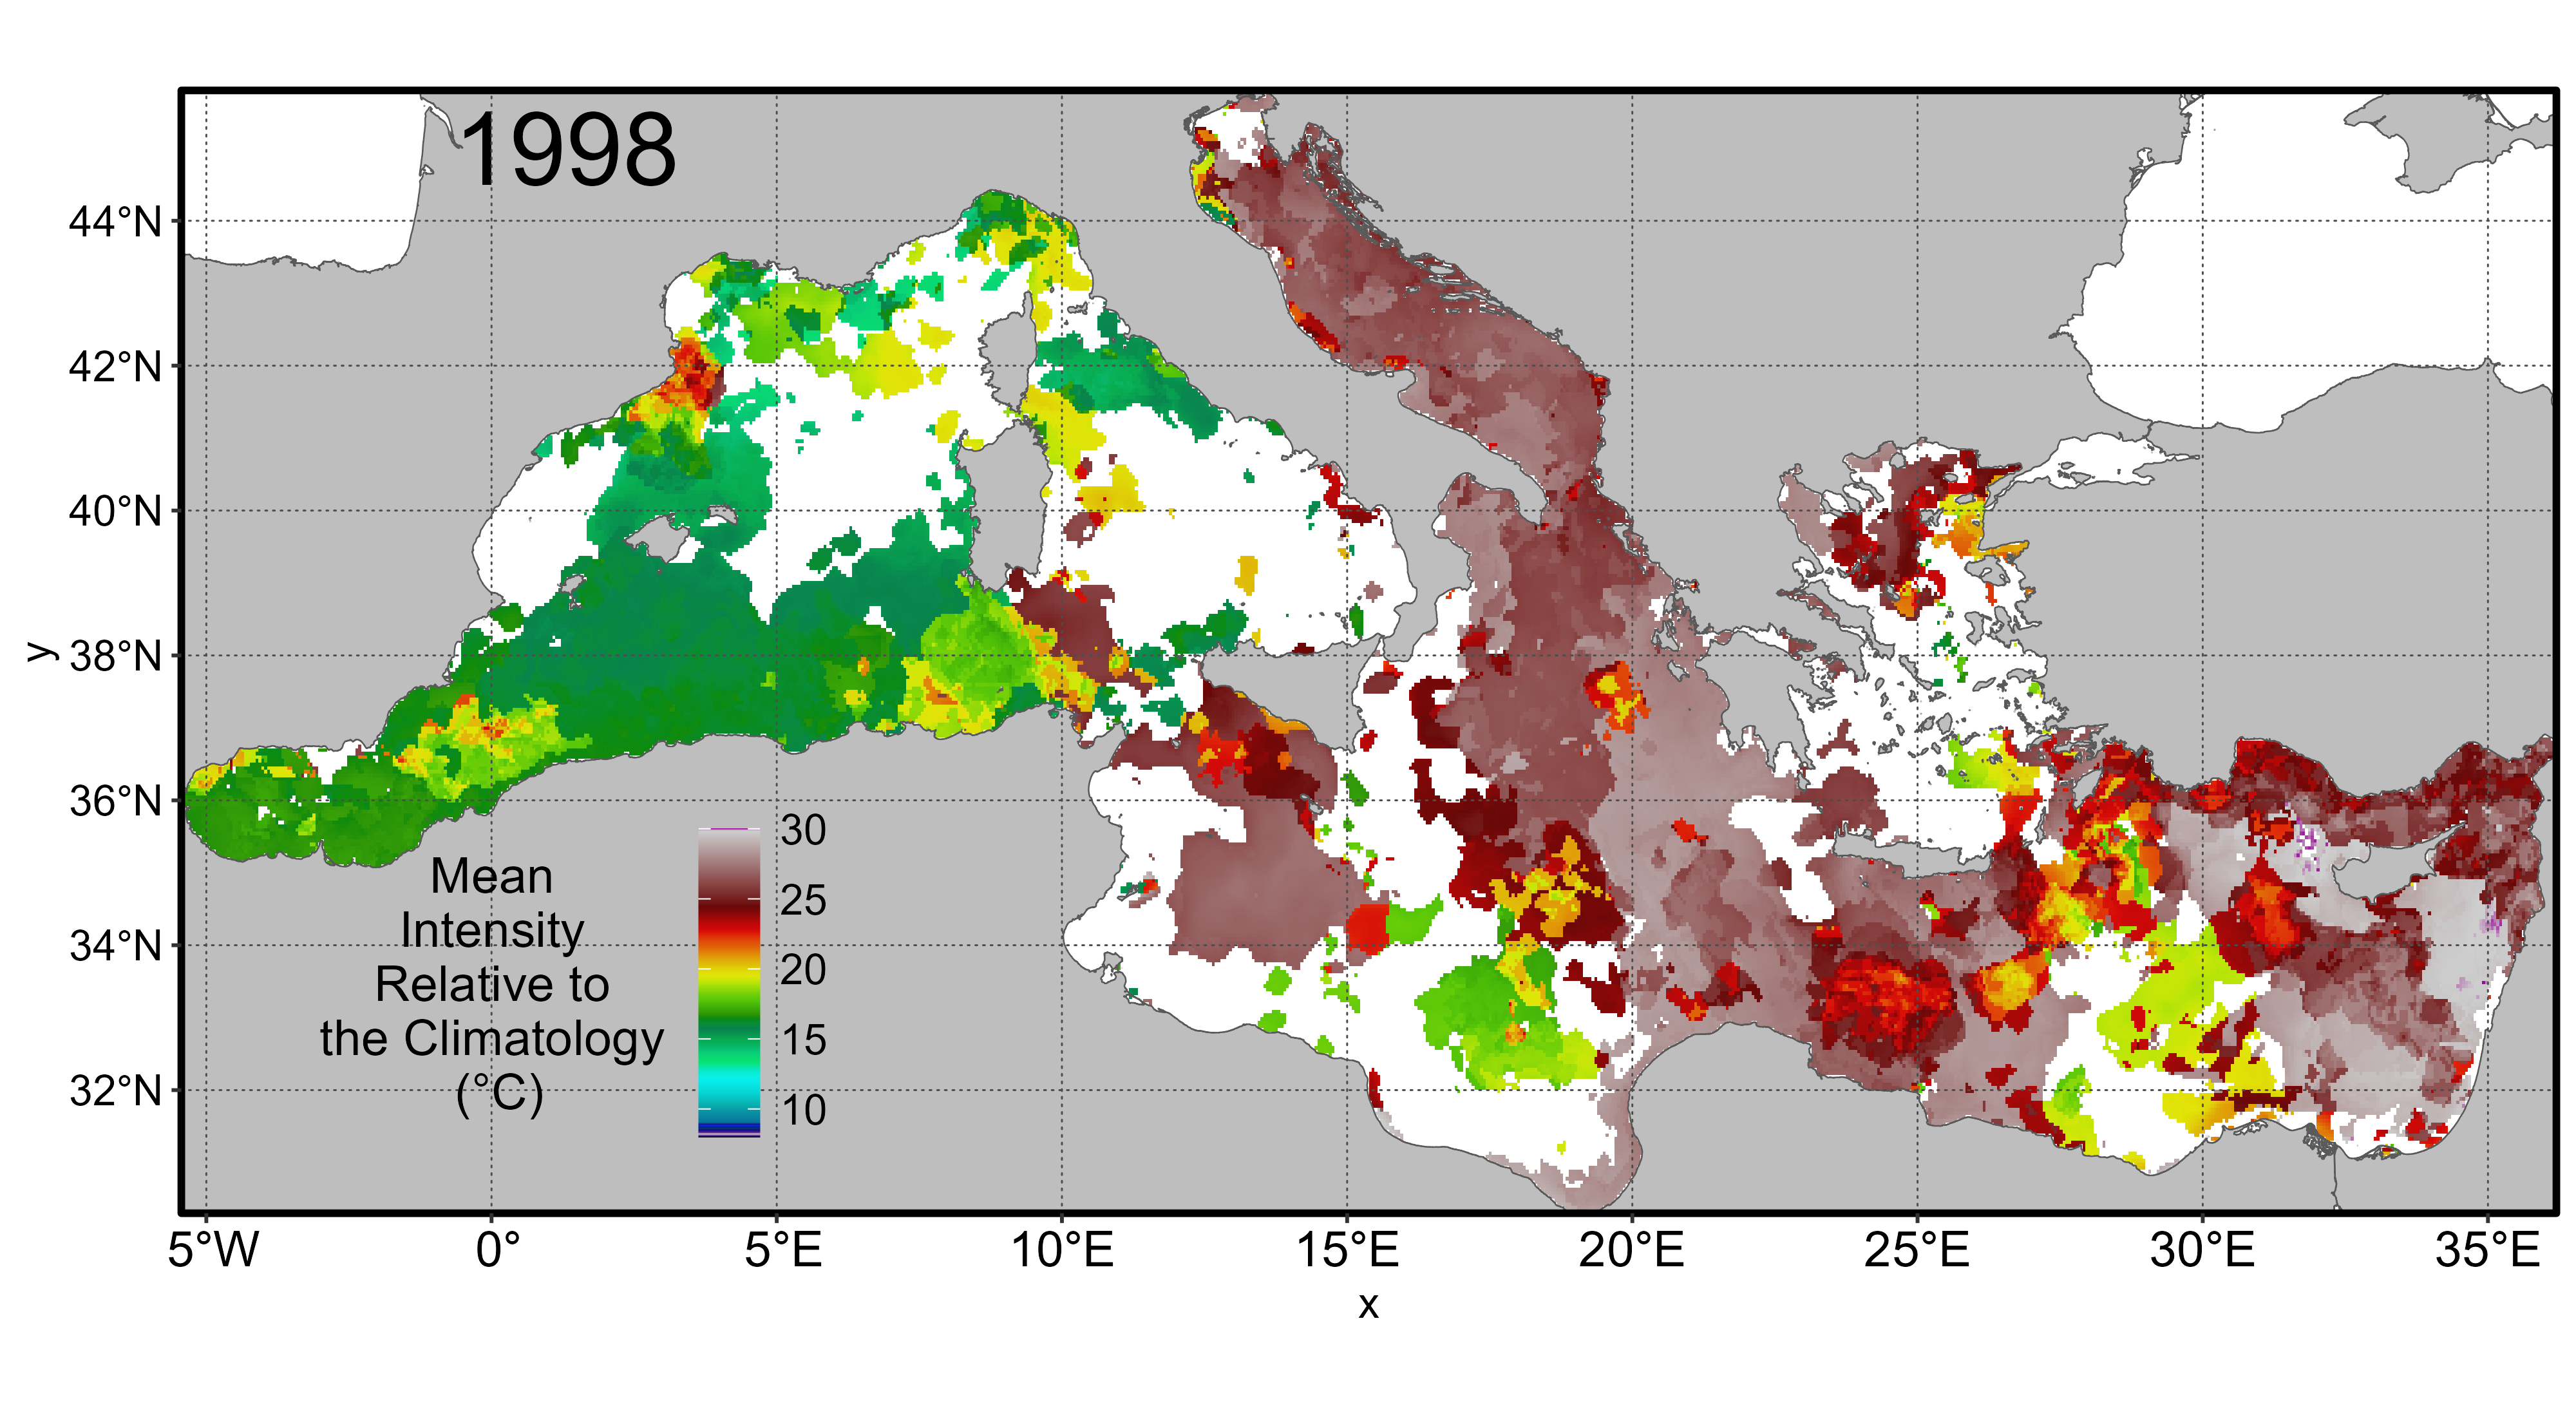 1998
44°N
42°N
40°N
38°N
36°N
34°N
32°N
y
Mean
Intensity
Relative to
the Climatology
(°C)
30
25
20
15
10
5°W
0°
5°E
10°E
15°E
20°E
25°E
30°E
35°E
x